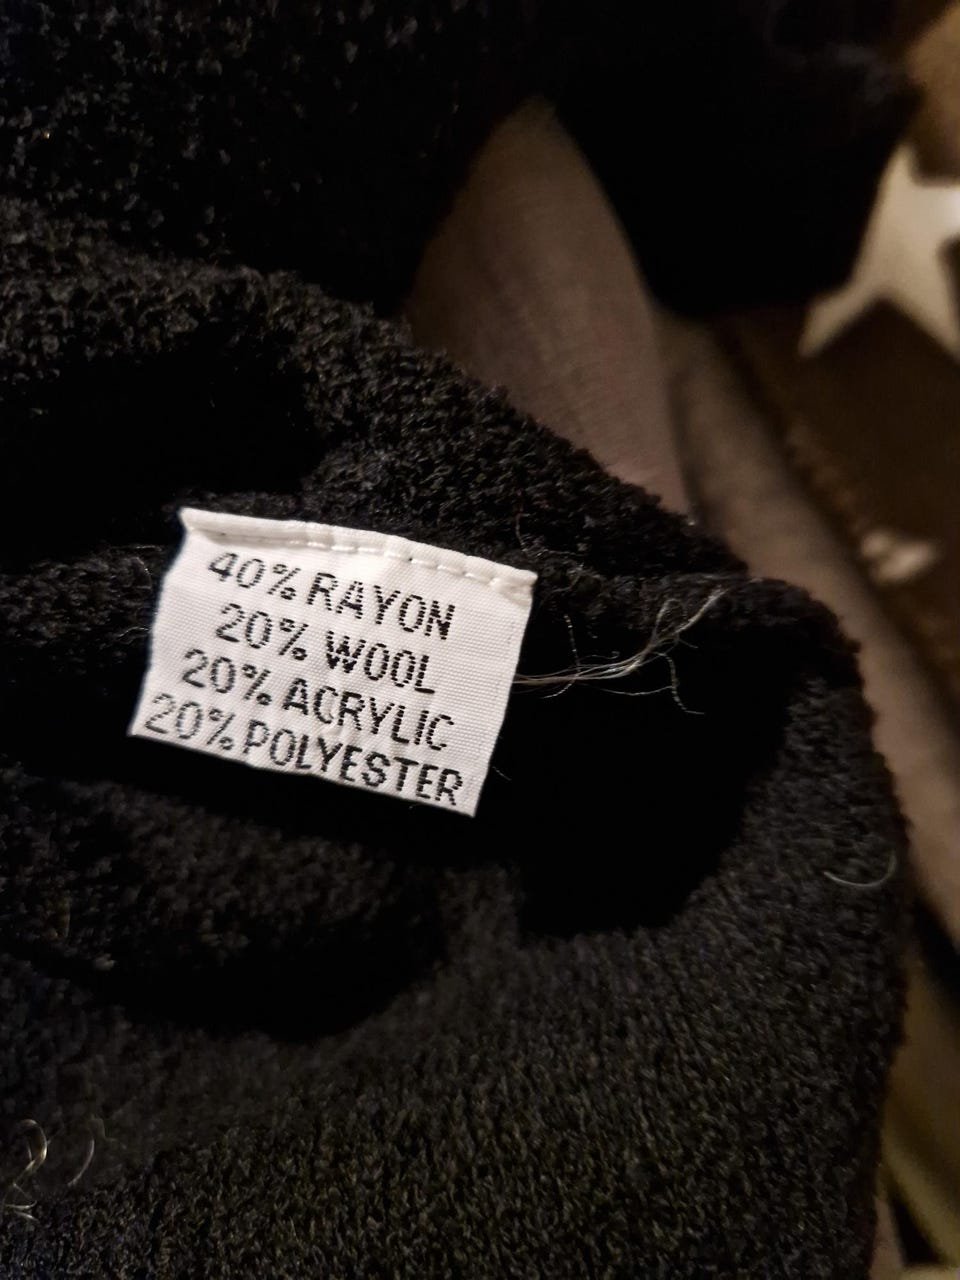 40% RAYON
20% WOOL
20% ACRYLIC
20% POLYESTER